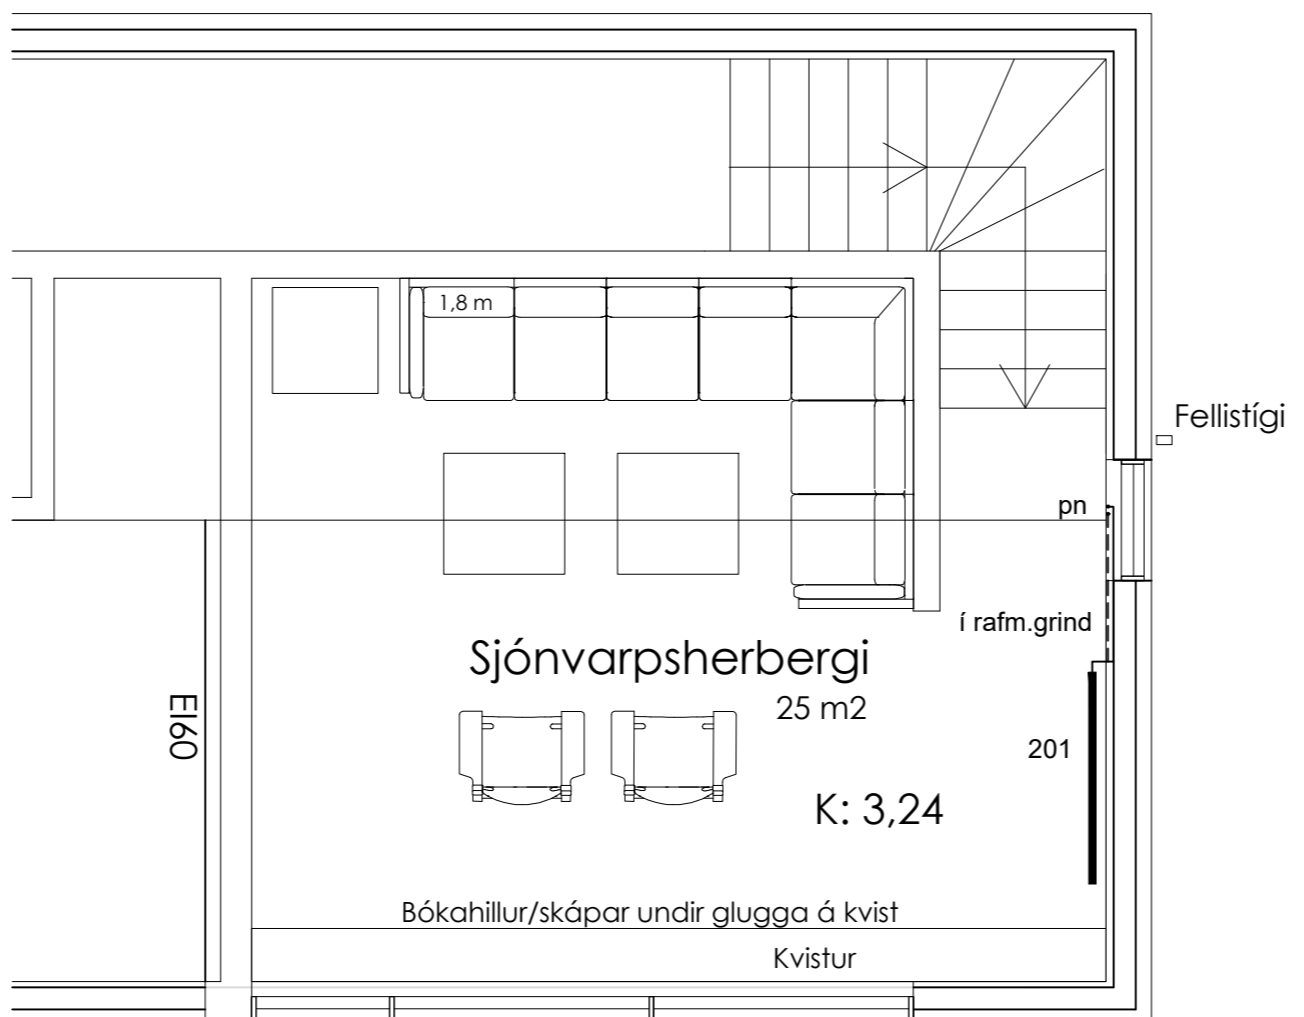 1,8 m
Fellistígi
pn
í rafm.grind
Sjónvarpsherbergi
25 m2
EI60
201
K: 3,24
Bókahillur/skápar undir glugga á kvist
Kvistur